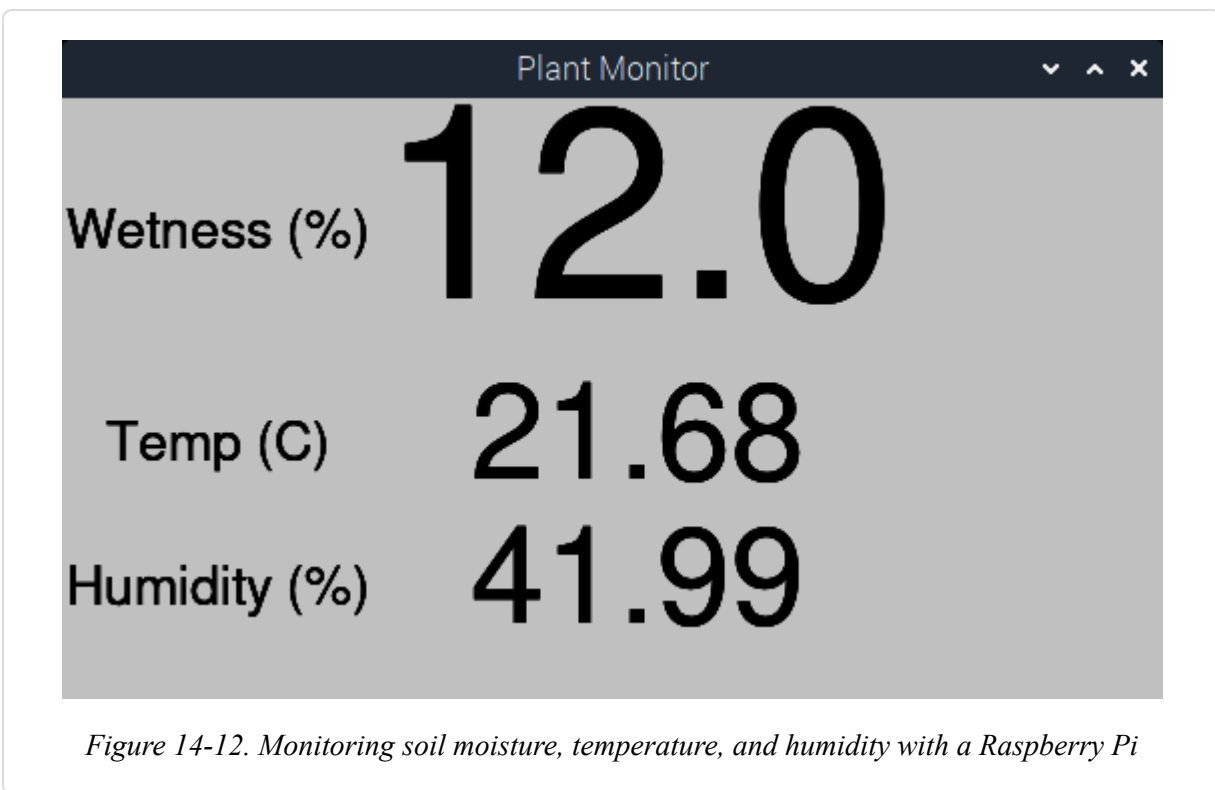 Plant Monitor
Wetness (%) 12.0
Temp (C) 21.68
Humidity (%) 41.99
Figure 14-12. Monitoring soil moisture, temperature, and humidity with a Raspberry Pi